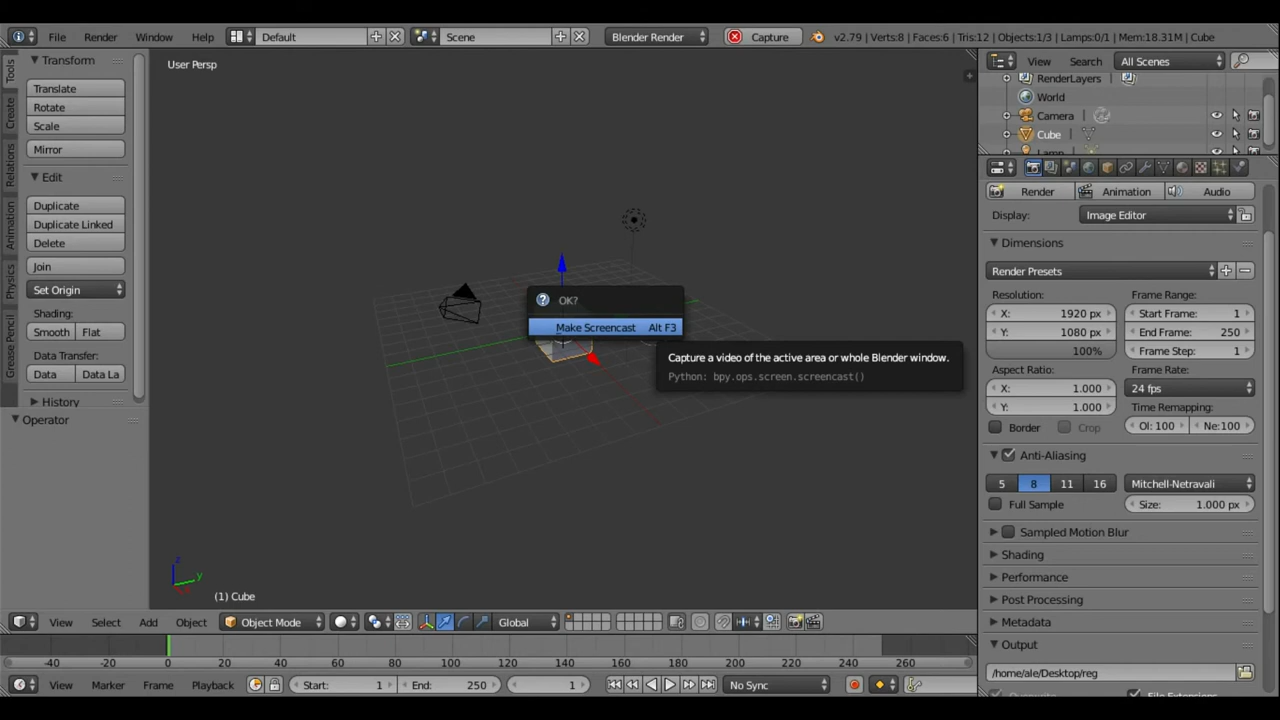 File Render Window Help Default Scene Blender Render Capture v2.79 | Verts:8 | Faces:6 | Tris:12 | Objects:1/3 | Lamps:0/1 | Mem:18.31M | Cube
Tools
Create
Relations
Animation
Physics
Grease Pencil
Transform
Translate
Rotate
Scale
Mirror
Edit
Duplicate
Duplicate Linked
Delete
Join
Set Origin
Shading:
Smooth Flat
Data Transfer:
Data Data La
History
Operator
User Persp
OK?
Make Screencast Alt F3
Capture a video of the active area or whole Blender window.
Python: bpy.ops.screen.screencast()
z
y
(1) Cube
View Select Add Object Object Mode Global
-40 -20 0 20 40 60 80 100 120 140 160 180 200 220 240 260
View Marker Frame Playback Start: 1 End: 250 1 No Sync
View Search All Scenes
RenderLayers
World
Camera
Cube
Lamp
Render Animation Audio
Display: Image Editor
Dimensions
Render Presets
Resolution: Frame Range:
X: 1920 px Start Frame: 1
Y: 1080 px End Frame: 250
100% Frame Step: 1
Aspect Ratio: Frame Rate:
X: 1.000 24 fps
Y: 1.000 Time Remapping:
Border Crop Ol: 100 Ne:100
Anti-Aliasing
5 8 11 16 Mitchell-Netravali
Full Sample Size: 1.000 px
Sampled Motion Blur
Shading
Performance
Post Processing
Metadata
Output
/home/ale/Desktop/reg
File Extensions